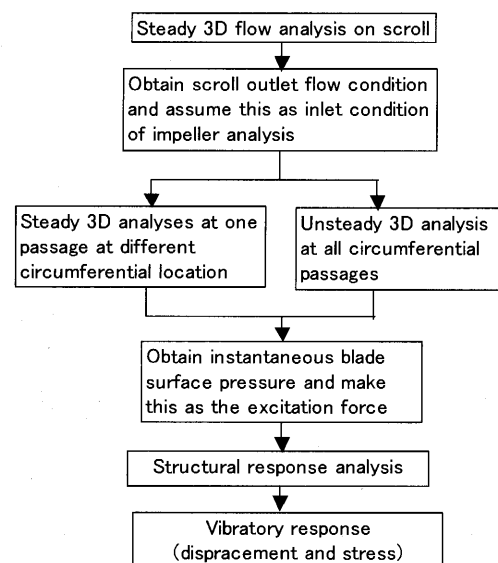 Steady 3D flow analysis on scroll
Obtain scroll outlet flow condition
and assume this as inlet condition
of impeller analysis
Steady 3D analyses at one
passage at different
circumferential location
Unsteady 3D analysis
at all circumferential
passages
Obtain instantaneous blade
surface pressure and make
this as the excitation force
Structural response analysis
Vibratory response
(dispracement and stress)